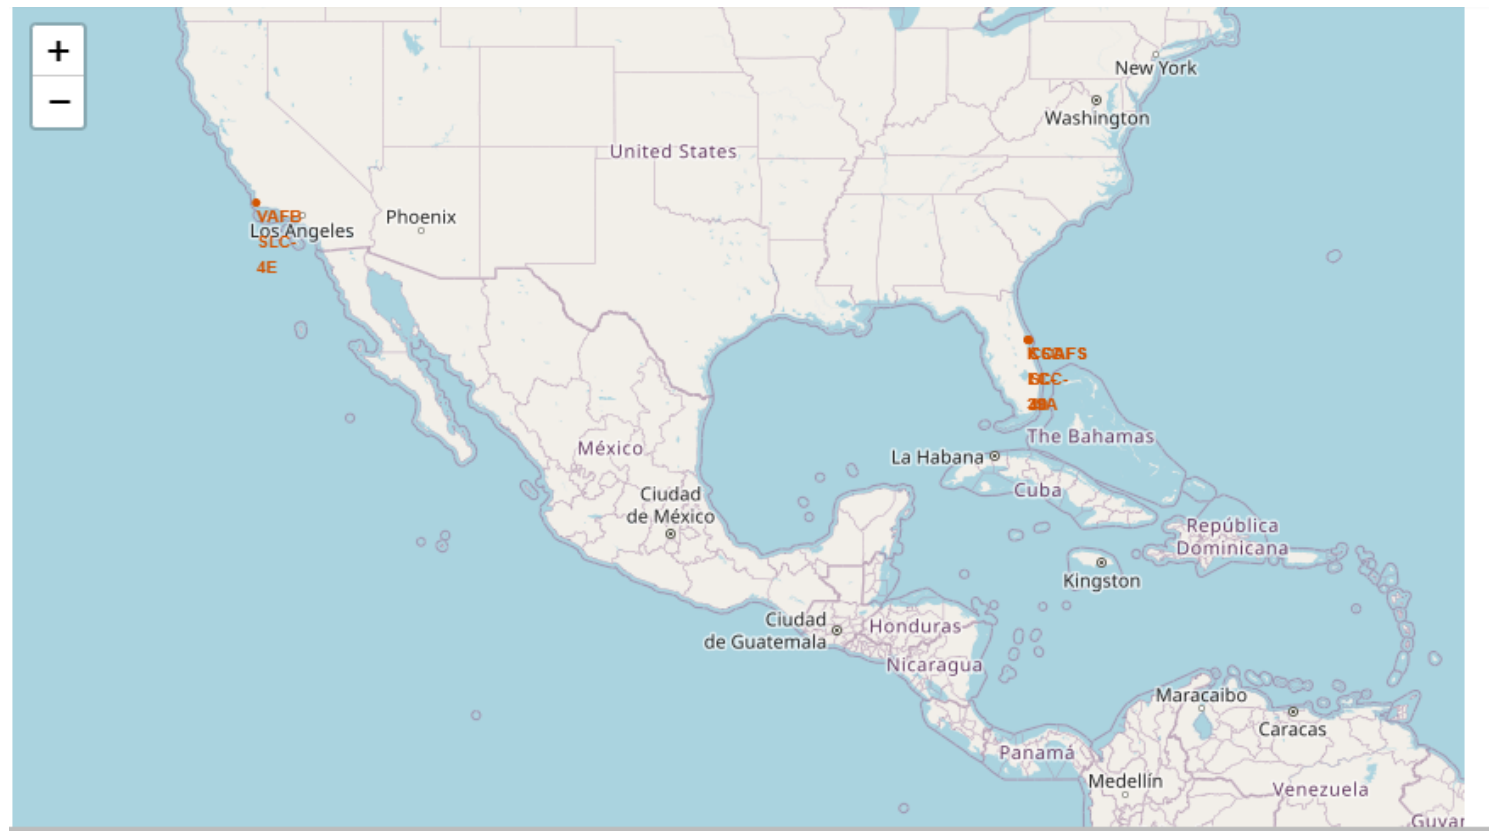 +
−
New York
Washington
United States
VAFB
SLC-
4E
Los Angeles
Phoenix
The Bahamas
México
La Habana
Cuba
Ciudad
de México
República
Dominicana
Kingston
Ciudad
de Guatemala
Honduras
Nicaragua
Maracaibo
Caracas
Panamá
Medellín
Venezuela